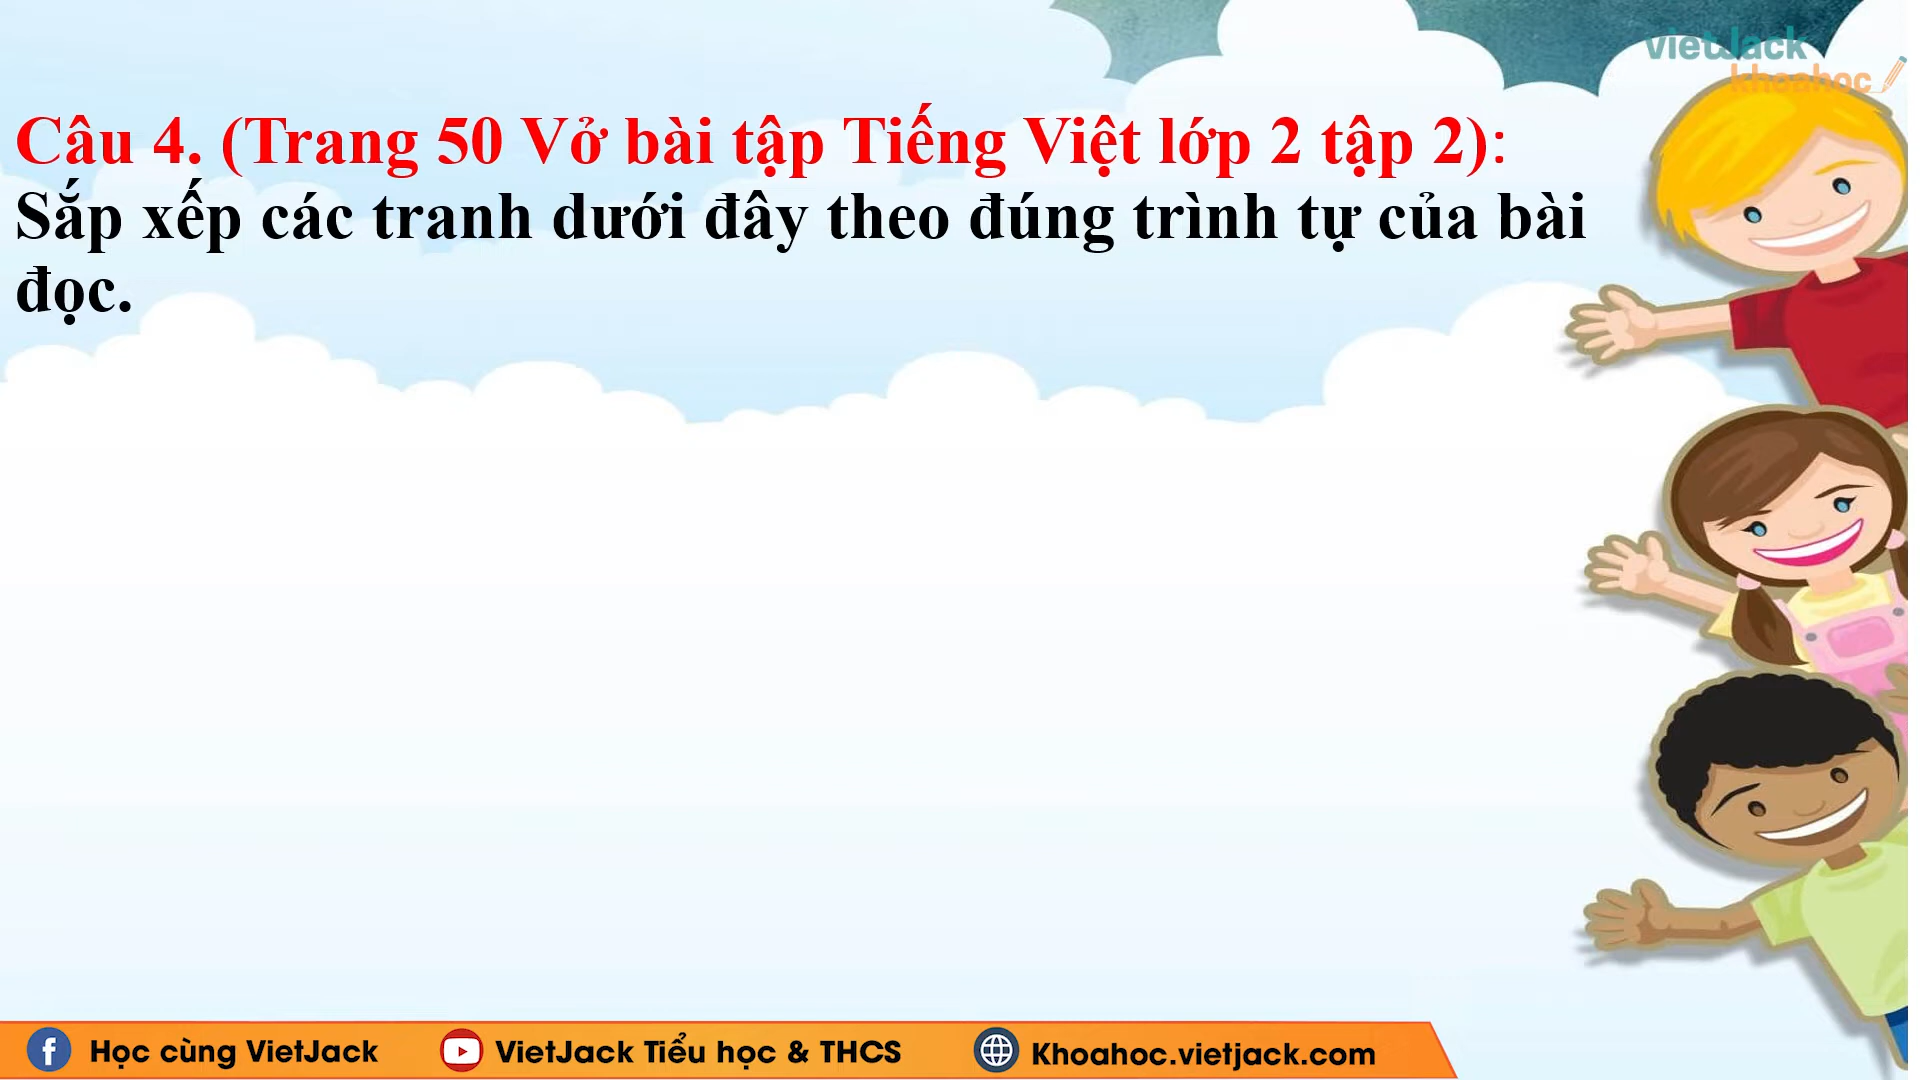 vietJack
khoahoc
Câu 4. (Trang 50 Vở bài tập Tiếng Việt lớp 2 tập 2):
Sắp xếp các tranh dưới đây theo đúng trình tự của bài
đọc.
Học cùng VietJack
VietJack Tiểu học & THCS
Khoahoc.vietjack.com